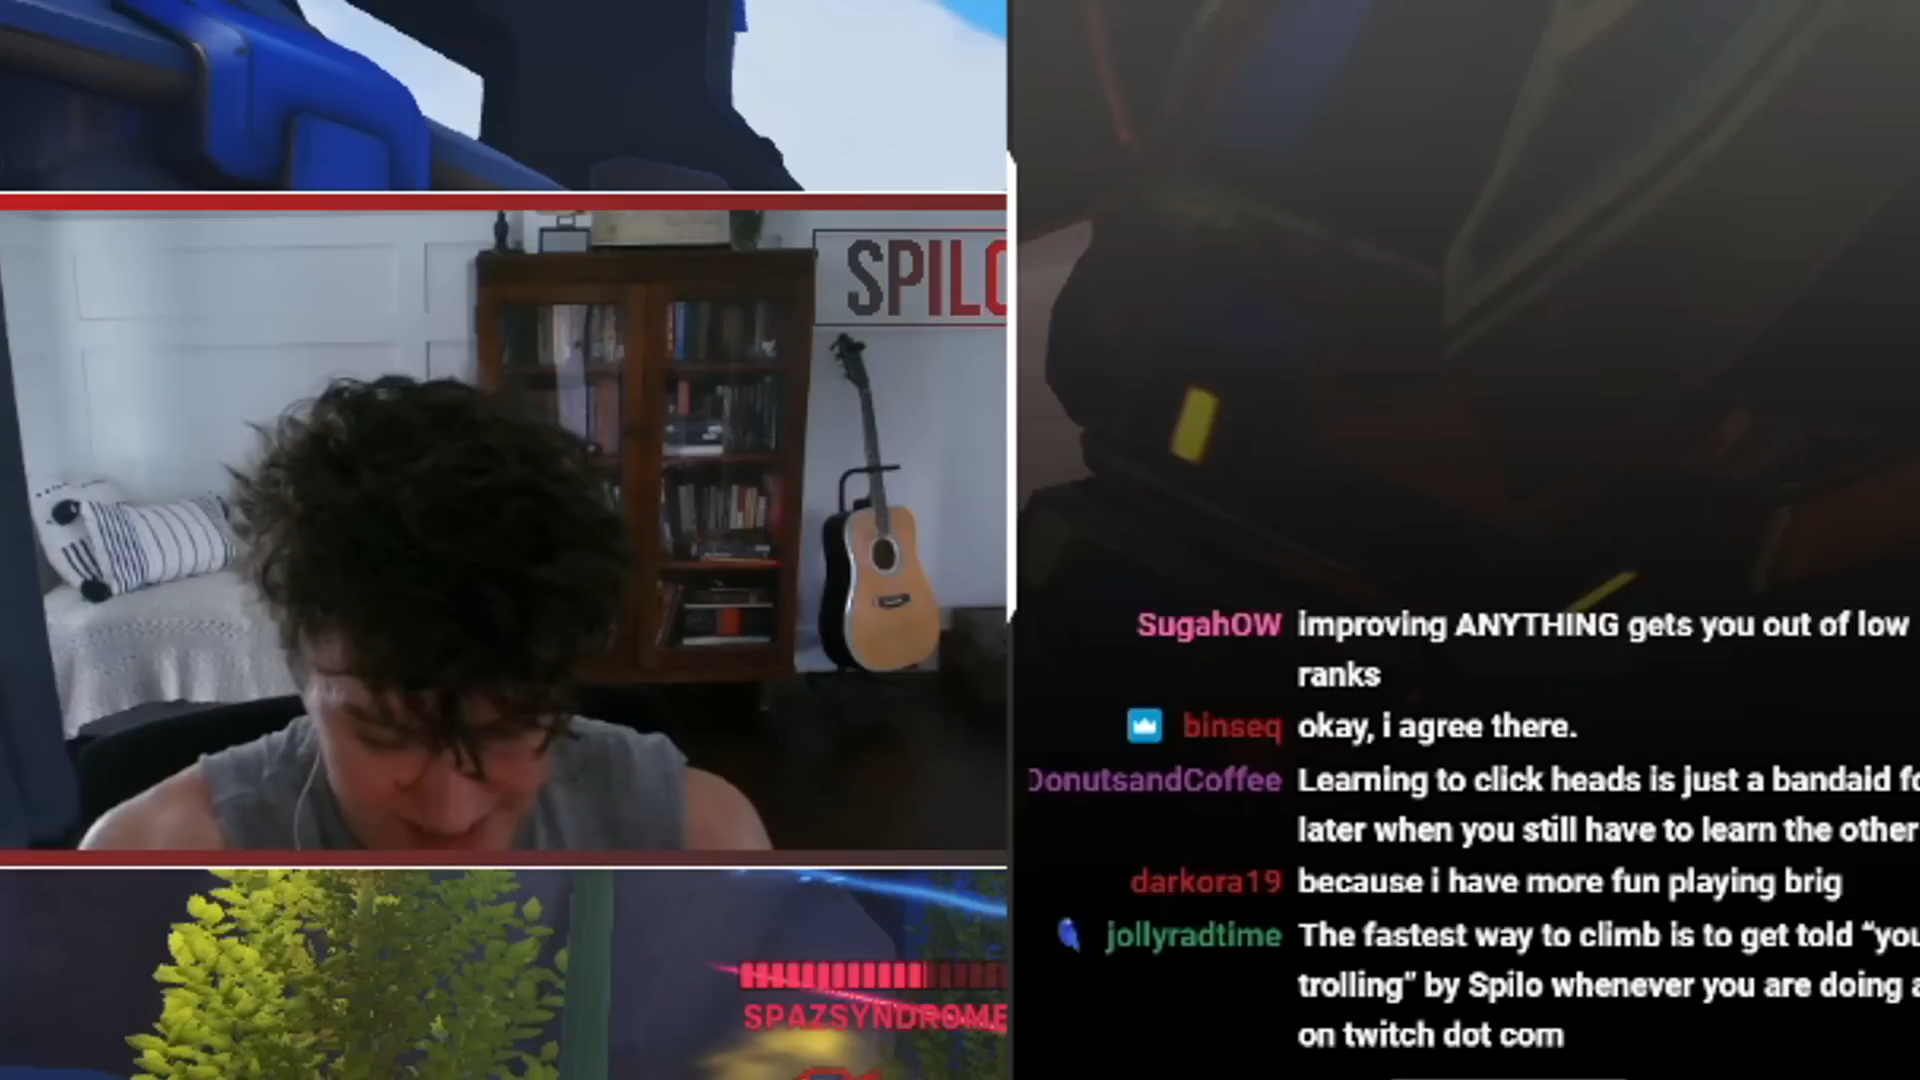 SPILO
SugahOW improving ANYTHING gets you out of low
ranks
binseq okay, i agree there.
DonutsandCoffee Learning to click heads is just a bandaid fo
later when you still have to learn the other
darkora19 because i have more fun playing brig
jollyradtime The fastest way to climb is to get told “you
trolling” by Spilo whenever you are doing a
on twitch dot com
SPAZSYNDROME